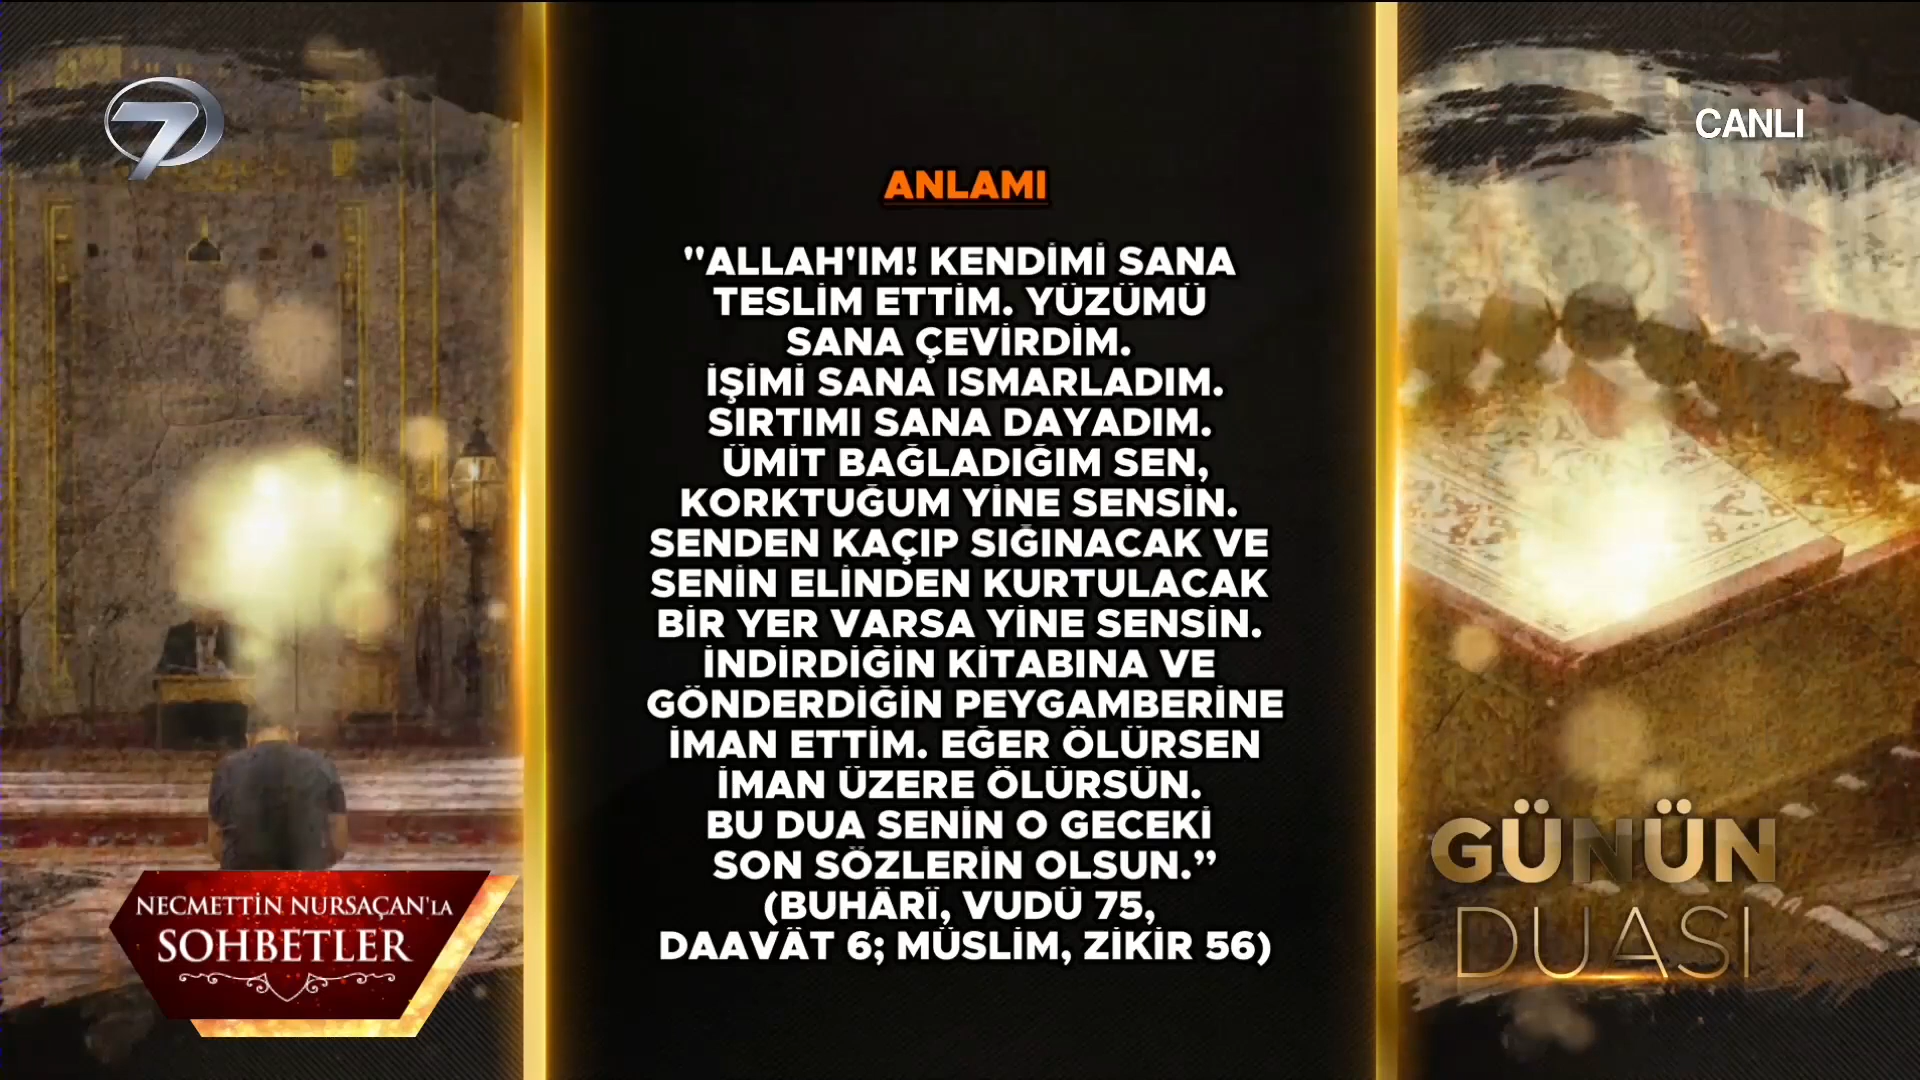 7
CANLI
ANLAMI
"ALLAH'IM! KENDİMİ SANA
TESLİM ETTİM. YÜZÜMÜ
SANA ÇEVİRDİM.
İŞİMİ SANA ISMARLADIM.
SIRTIMI SANA DAYADIM.
ÜMİT BAĞLADIĞIM SEN,
KORKTUĞUM YİNE SENSİN.
SENDEN KAÇIP SIĞINACAK VE
SENİN ELİNDEN KURTULACAK
BİR YER VARSA YİNE SENSİN.
İNDİRDİĞİN KİTABINA VE
GÖNDERDİĞİN PEYGAMBERİNE
İMAN ETTİM. EĞER ÖLÜRSEN
İMAN ÜZERE ÖLÜRSÜN.
BU DUA SENİN O GECEKİ
SON SÖZLERİN OLSUN.”
(BUHÂRÎ, VUDÛ 75,
DAAVÂT 6; MÜSLİM, ZİKİR 56)
NECMETTİN NURSAÇAN'LA
SOHBETLER
GÜNÜN
DUASI